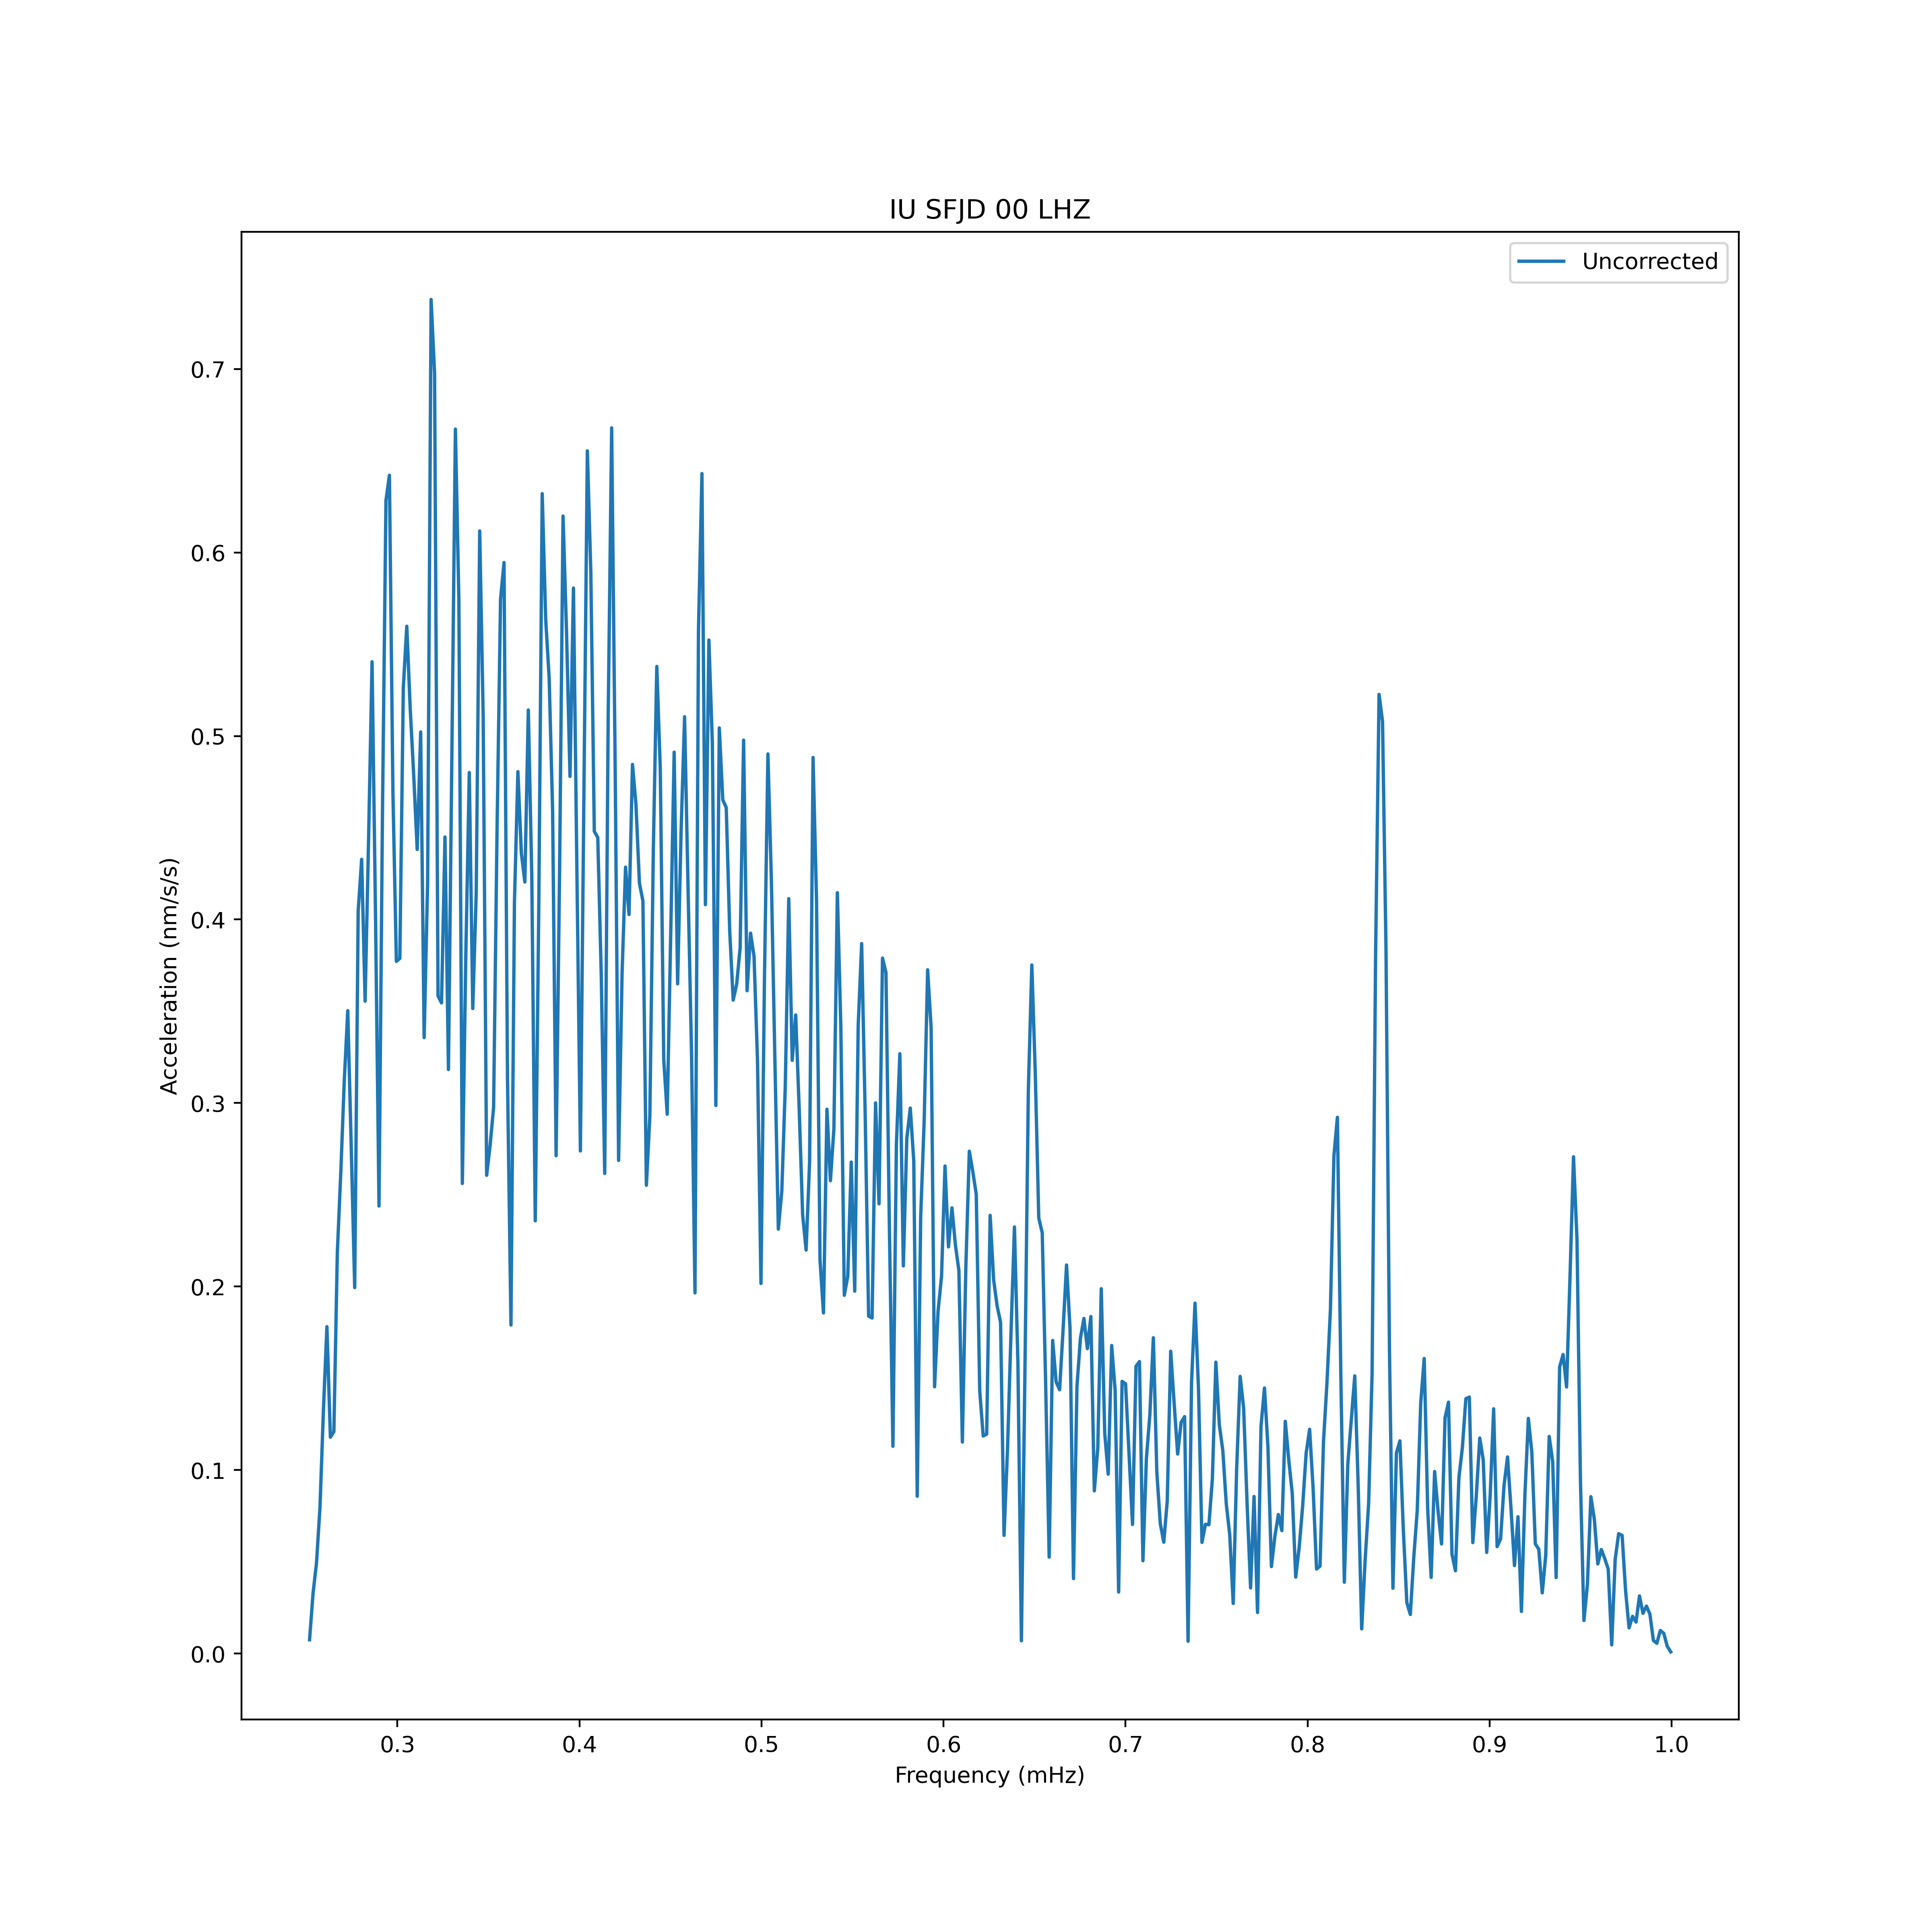 IU SFJD 00 LHZ
Uncorrected
Acceleration (nm/s/s)
0.7
0.6
0.5
0.4
0.3
0.2
0.1
0.0
0.3 0.4 0.5 0.6 0.7 0.8 0.9 1.0
Frequency (mHz)